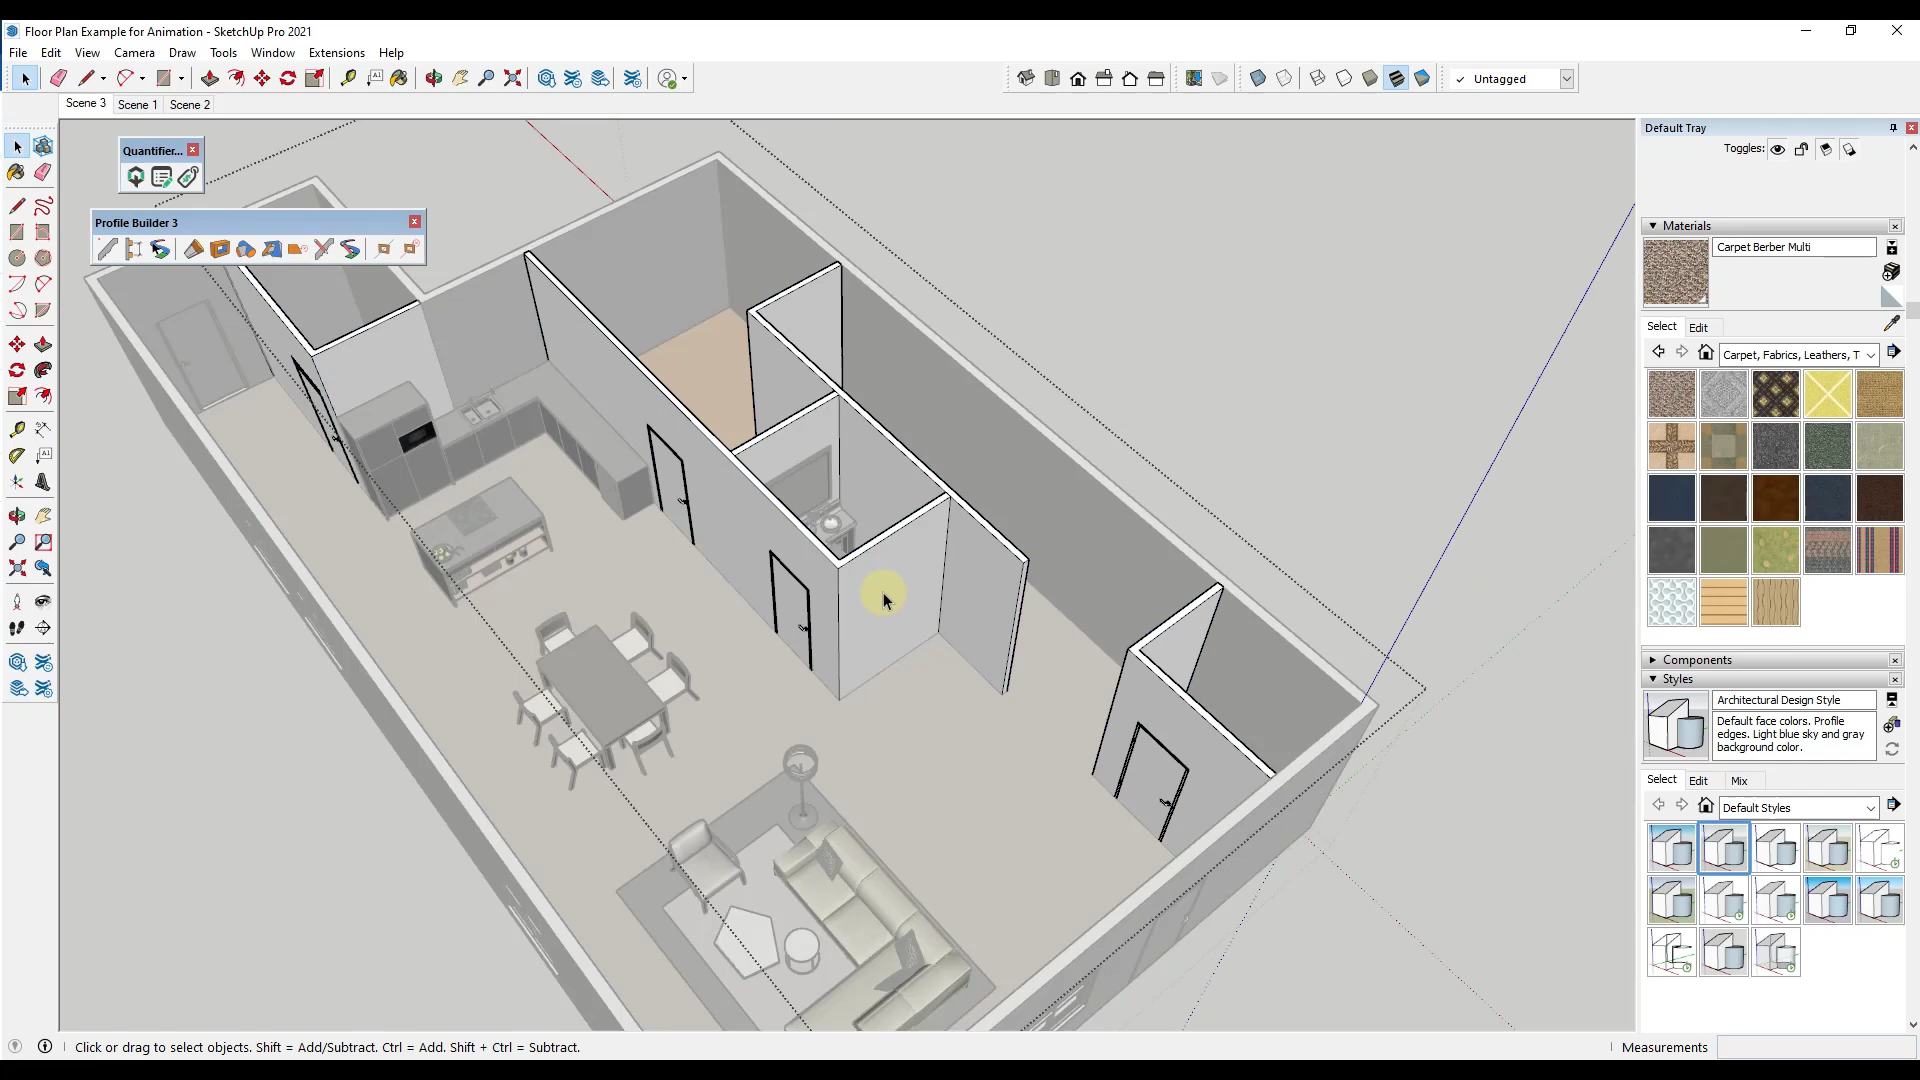 Floor Plan Example for Animation - SketchUp Pro 2021
File Edit View Camera Draw Tools Window Extensions Help
Untagged
Scene 3 Scene 1 Scene 2
Default Tray
Toggles:
Quantifier...
Profile Builder 3
Materials
Carpet Berber Multi
Select Edit
Carpet, Fabrics, Leathers, T
Components
Styles
Architectural Design Style
Default face colors. Profile
edges. Light blue sky and gray
background color.
Select Edit Mix
Default Styles
Click or drag to select objects. Shift = Add/Subtract. Ctrl = Add. Shift + Ctrl = Subtract.
Measurements